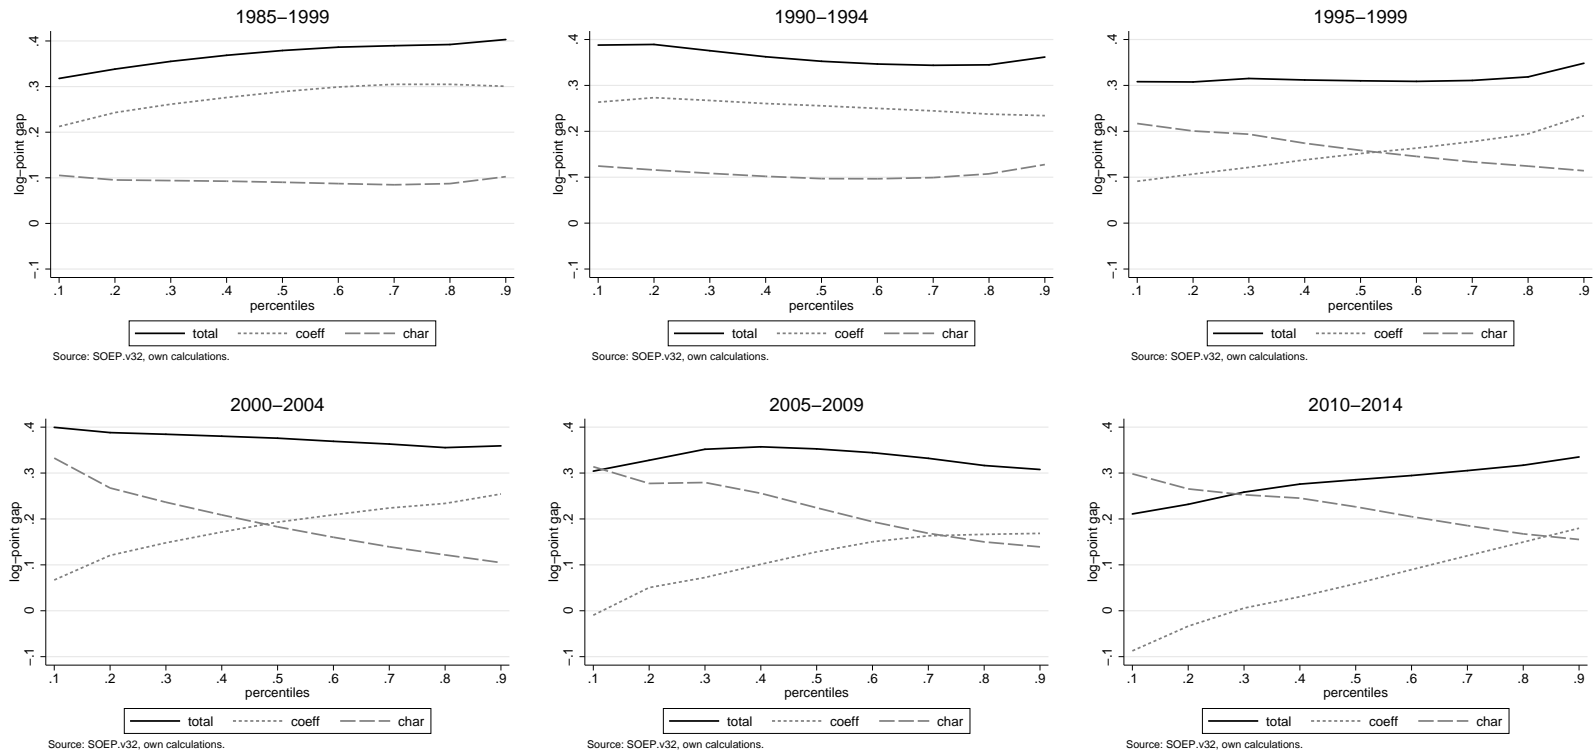 1985–1999
log–point gap
.4
.3
.2
.1
0
–.1
.1 .2 .3 .4 .5 .6 .7 .8 .9
percentiles
total coeff char
Source: SOEP.v32, own calculations.
1990–1994
log–point gap
.4
.3
.2
.1
0
–.1
.1 .2 .3 .4 .5 .6 .7 .8 .9
percentiles
total coeff char
Source: SOEP.v32, own calculations.
1995–1999
log–point gap
.4
.3
.2
.1
0
–.1
.1 .2 .3 .4 .5 .6 .7 .8 .9
percentiles
total coeff char
Source: SOEP.v32, own calculations.
2000–2004
log–point gap
.4
.3
.2
.1
0
–.1
.1 .2 .3 .4 .5 .6 .7 .8 .9
percentiles
total coeff char
Source: SOEP.v32, own calculations.
2005–2009
log–point gap
.4
.3
.2
.1
0
–.1
.1 .2 .3 .4 .5 .6 .7 .8 .9
percentiles
total coeff char
Source: SOEP.v32, own calculations.
2010–2014
log–point gap
.4
.3
.2
.1
0
–.1
.1 .2 .3 .4 .5 .6 .7 .8 .9
percentiles
total coeff char
Source: SOEP.v32, own calculations.